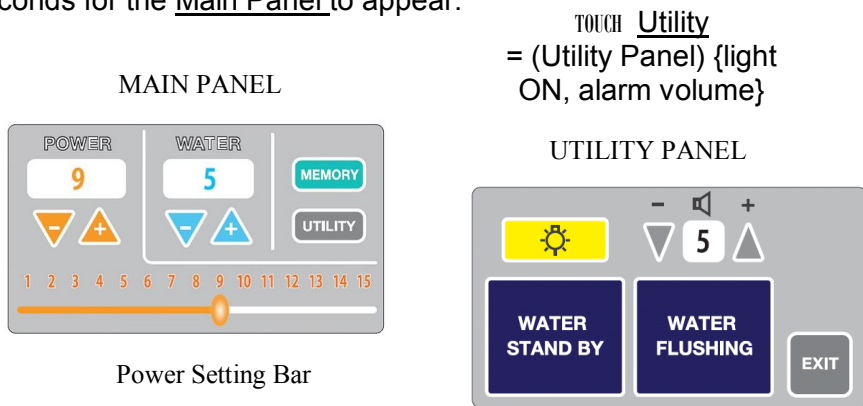 conds for the Main Panel to appear.
MAIN PANEL
POWER
WATER
9
5
MEMORY
UTILITY
- +
- +
1 2 3 4 5 6 7 8 9 10 11 12 13 14 15
Power Setting Bar
TOUCH Utility
= (Utility Panel) {light
ON, alarm volume}
UTILITY PANEL
- +
5
WATER
STAND BY
WATER
FLUSHING
EXIT